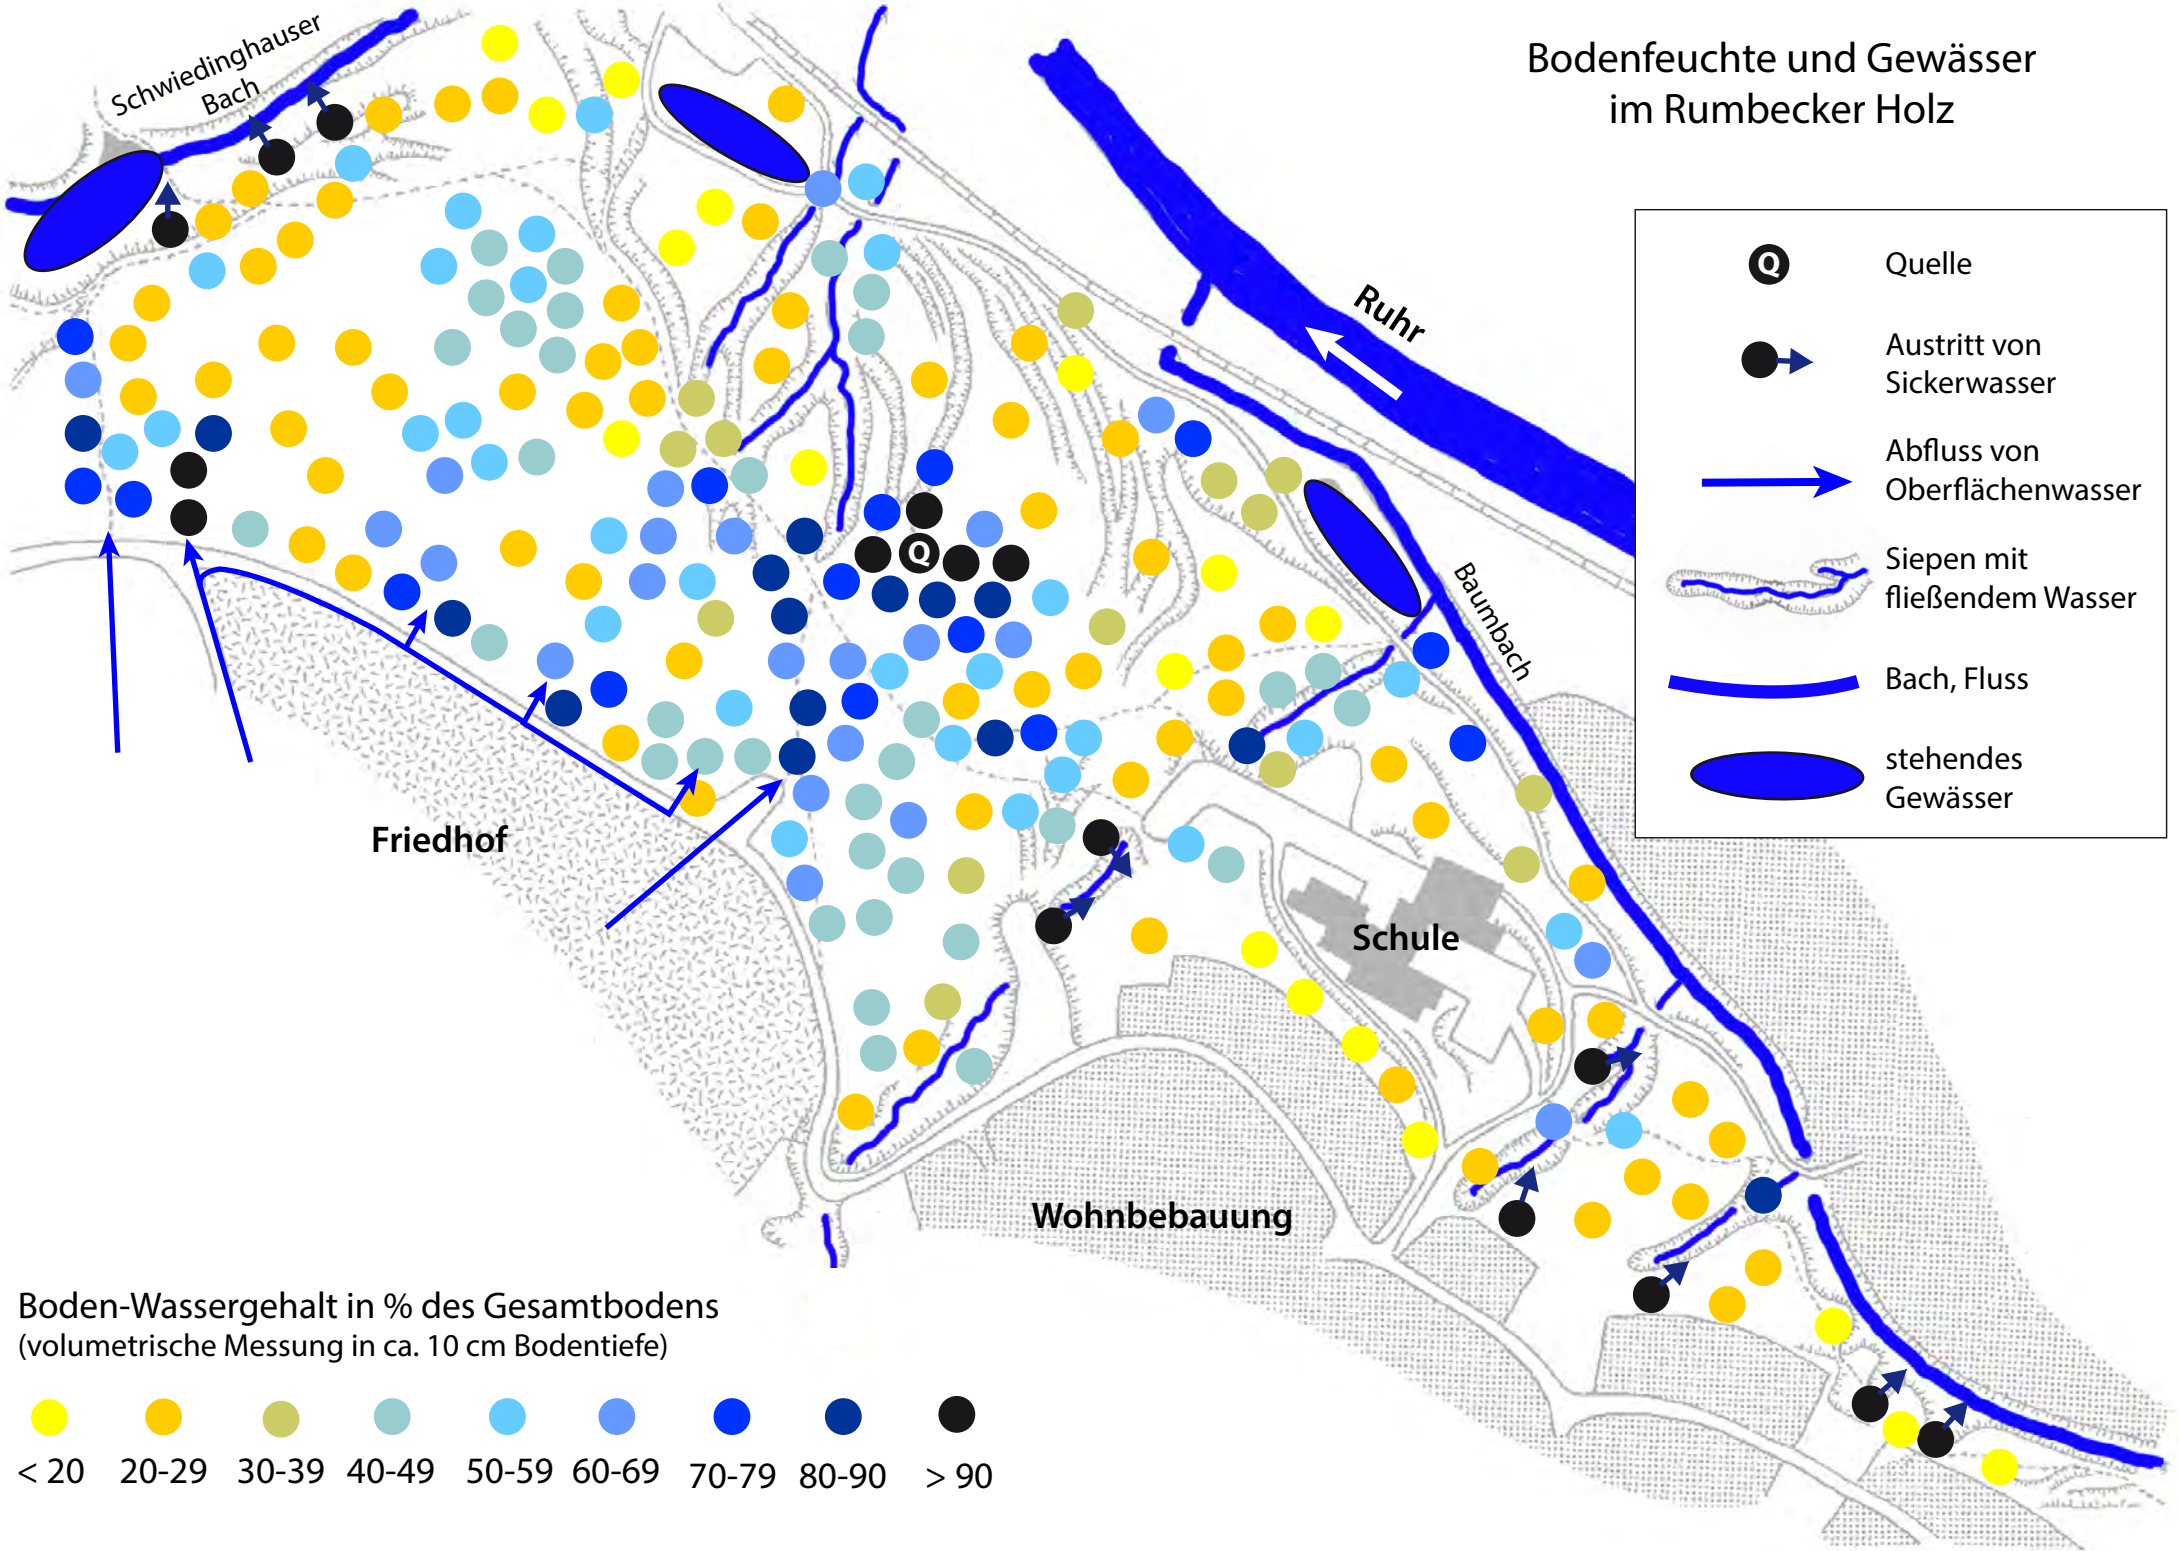 Bodenfeuchte und Gewässer
im Rumbecker Holz
Schwiedinghauser
Bach
Ruhr
Baumbach
Q
Quelle
Austritt von
Sickerwasser
Abfluss von
Oberflächenwasser
Siepen mit
fließendem Wasser
Bach, Fluss
stehendes
Gewässer
Q
Friedhof
Schule
Wohnbebauung
Boden-Wassergehalt in % des Gesamtbodens
(volumetrische Messung in ca. 10 cm Bodentiefe)
< 20 20-29 30-39 40-49 50-59 60-69 70-79 80-90 > 90